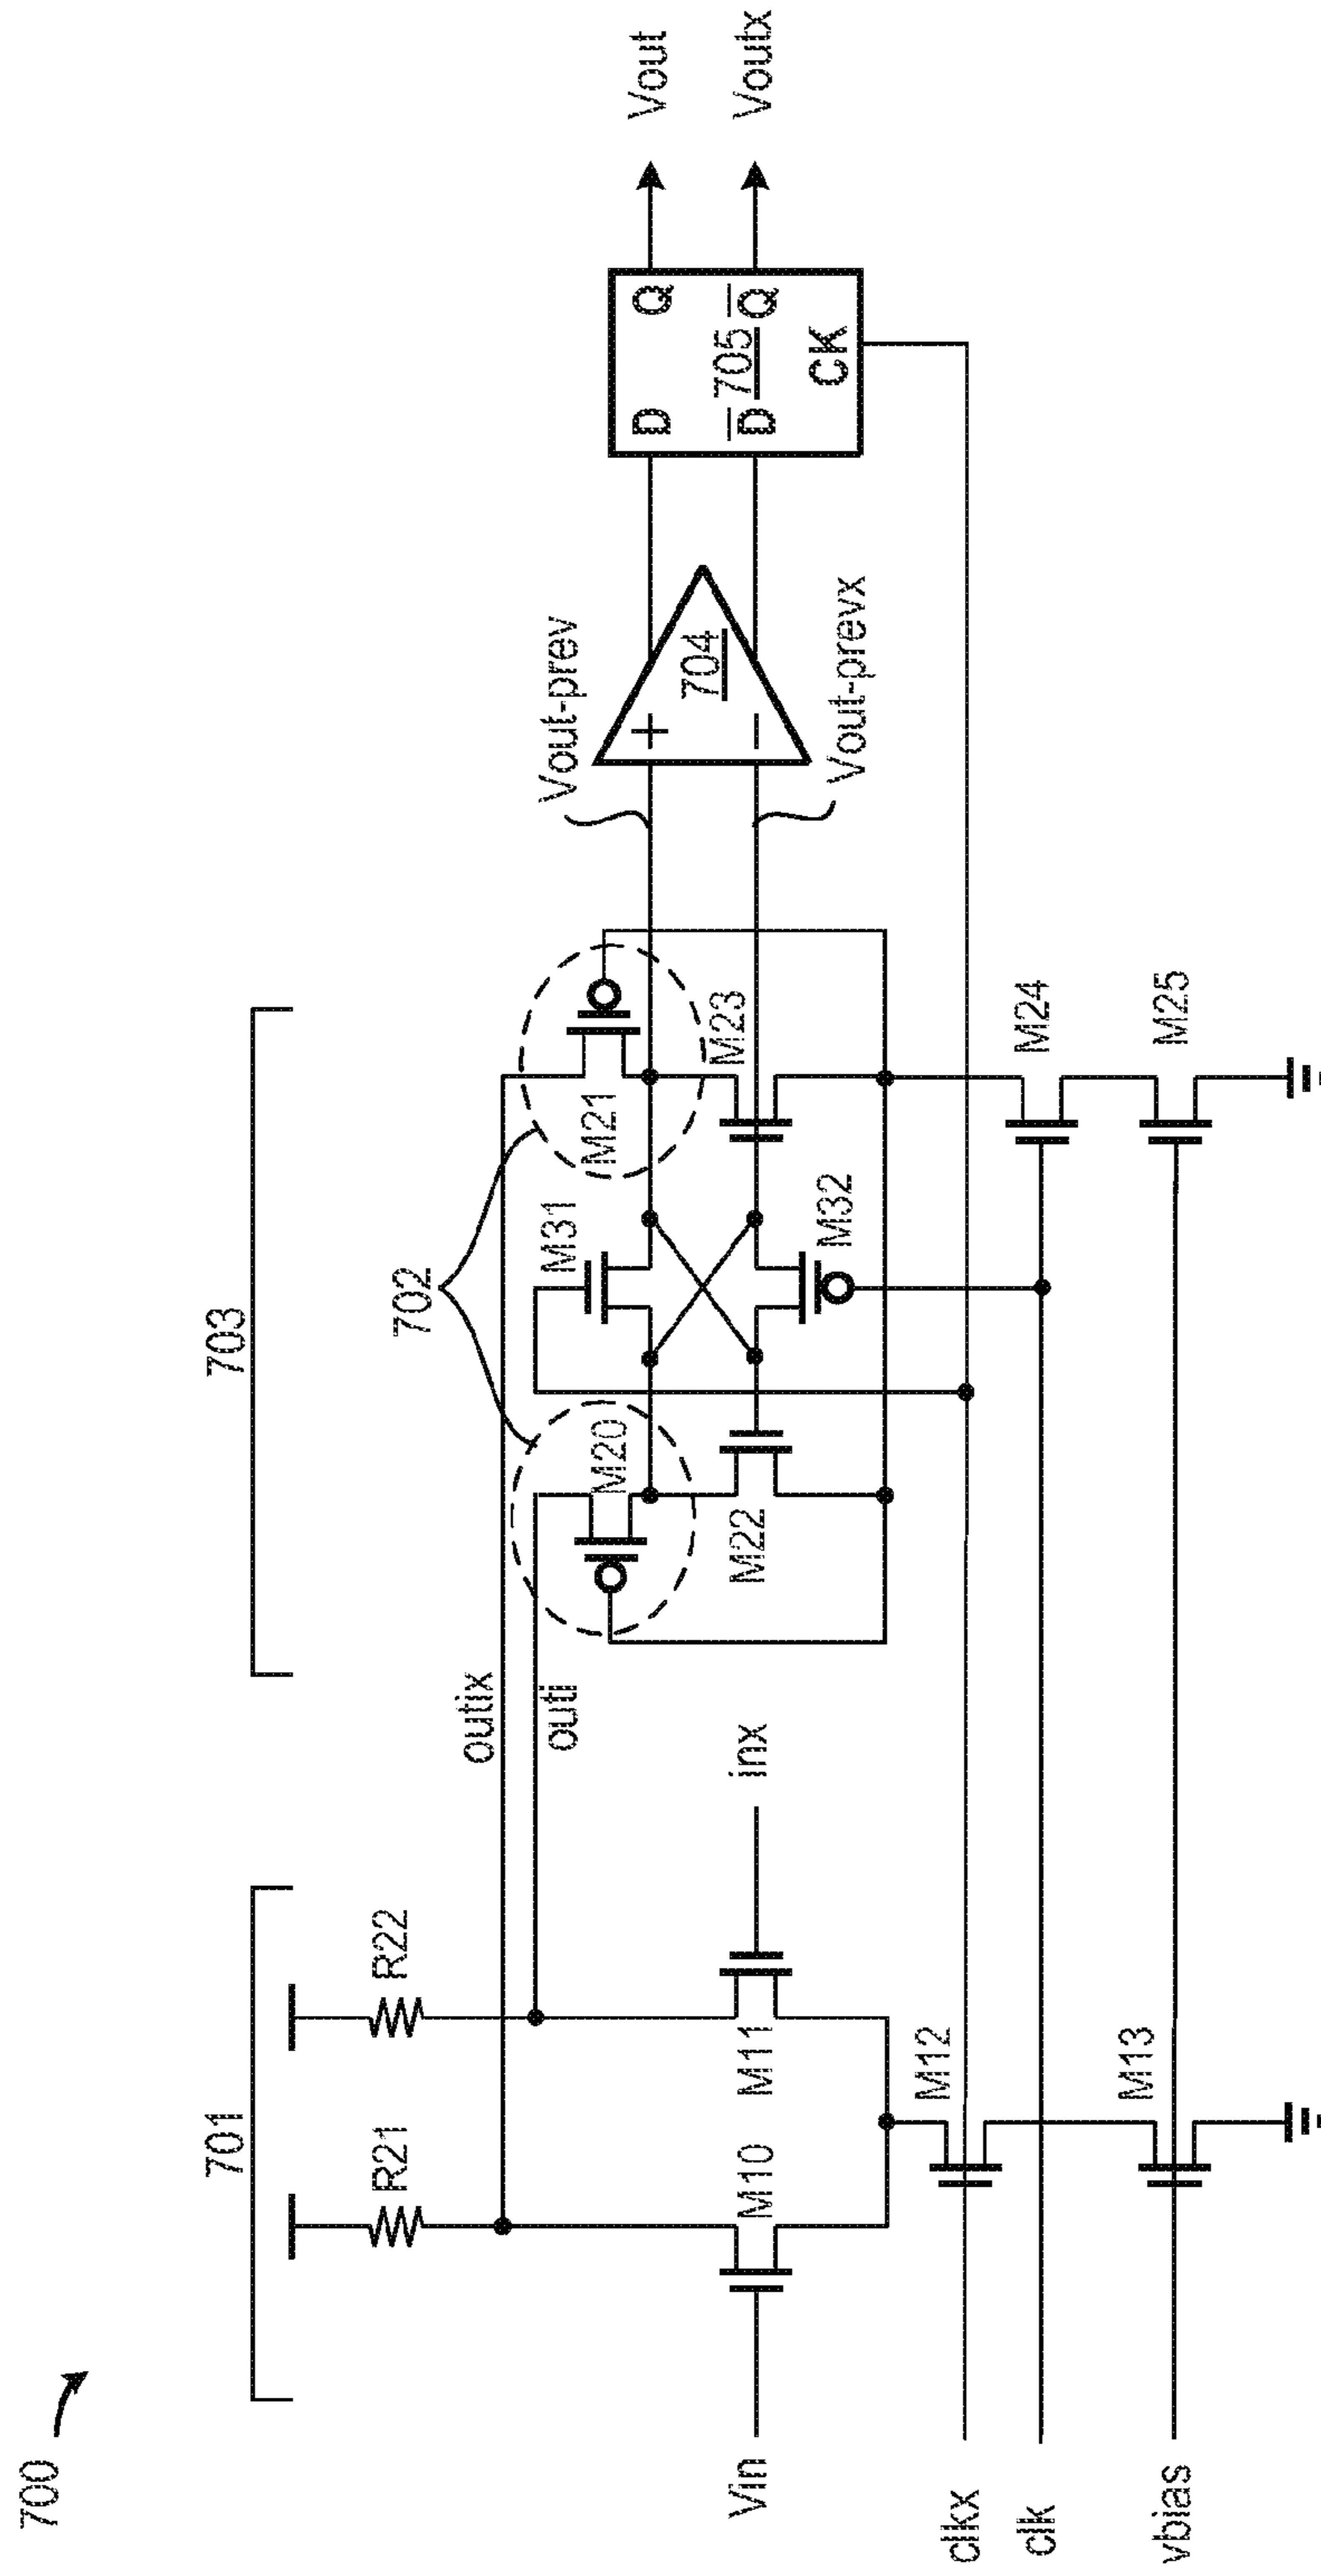 700
701
703
R21
R22
outix
outi
702
M20
M31
M21
M10
M11
M22
M23
M32
Vin
inx
Vout-prev
Vout-prevx
+
−
704
D Q
D̅ 705 Q̅
CK
Vout
Voutx
clkx
clk
vbias
M12
M13
M24
M25